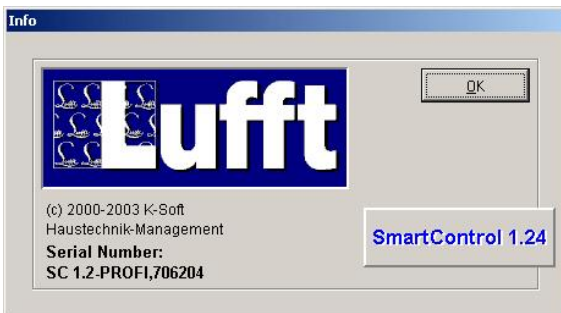 Info
Lufft
OK
(c) 2000-2003 K-Soft
Haustechnik-Management
Serial Number:
SC 1.2-PROFI,706204
SmartControl 1.24